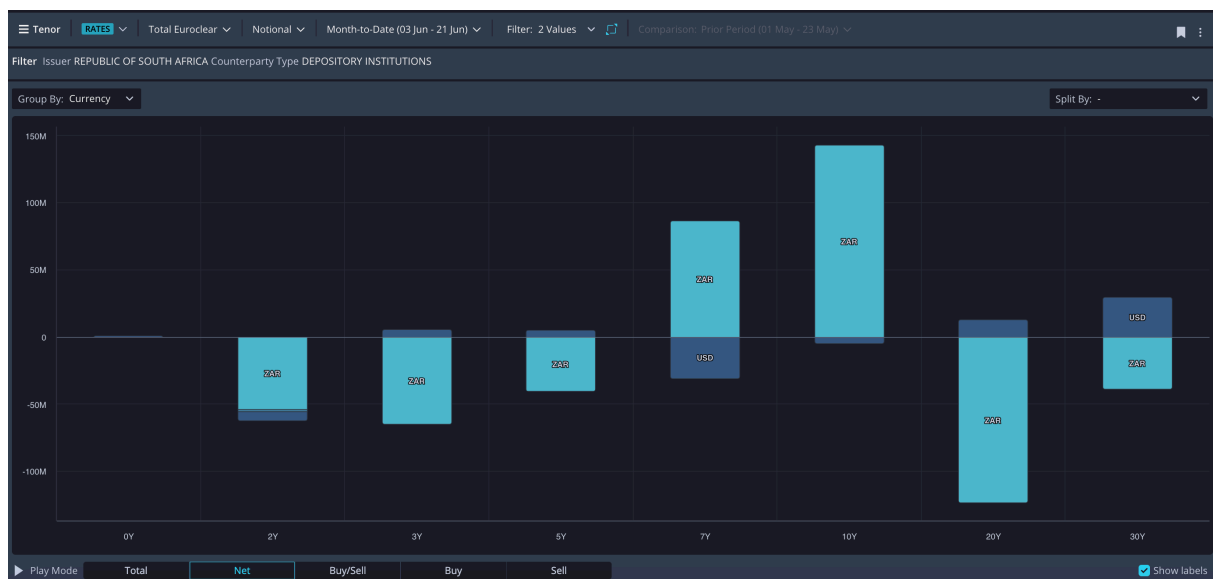 Tenor RATES Total Euroclear Notional Month-to-Date (03 Jun - 21 Jun) Filter: 2 Values Comparison: Prior Period (01 May - 23 May)
Filter Issuer REPUBLIC OF SOUTH AFRICA Counterparty Type DEPOSITORY INSTITUTIONS
Group By: Currency Split By: -
150M
100M
ZAR
50M
ZAR
USD
0
USD
ZAR ZAR ZAR ZAR
-50M
ZAR
-100M
0Y 2Y 3Y 5Y 7Y 10Y 20Y 30Y
Play Mode Total Net Buy/Sell Buy Sell Show labels